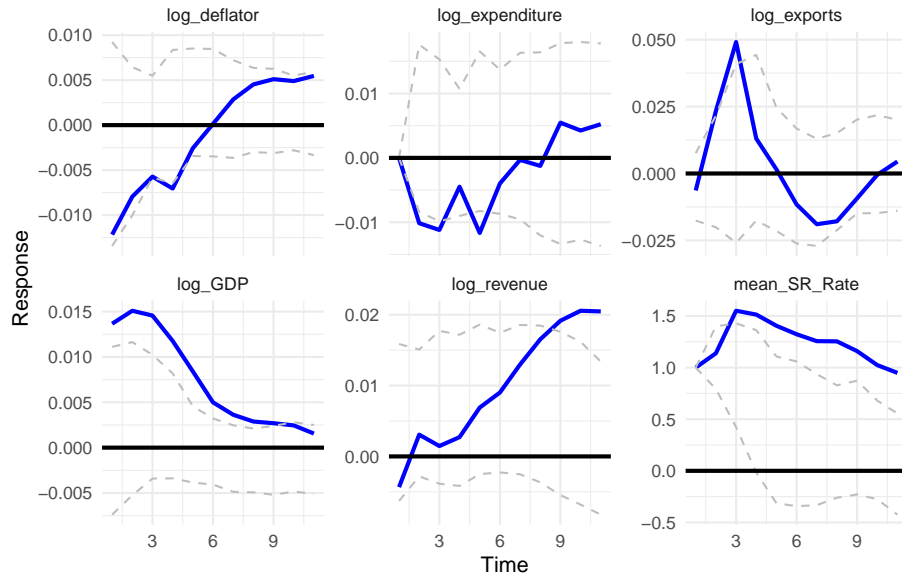 log_deflator
log_expenditure
log_exports
0.010
0.005
0.000
−0.005
−0.010
0.01
0.00
−0.01
0.050
0.025
0.000
−0.025
Response
log_GDP
log_revenue
mean_SR_Rate
0.015
0.010
0.005
0.000
−0.005
0.02
0.01
0.00
1.5
1.0
0.5
0.0
−0.5
3 6 9
3 6 9
3 6 9
Time